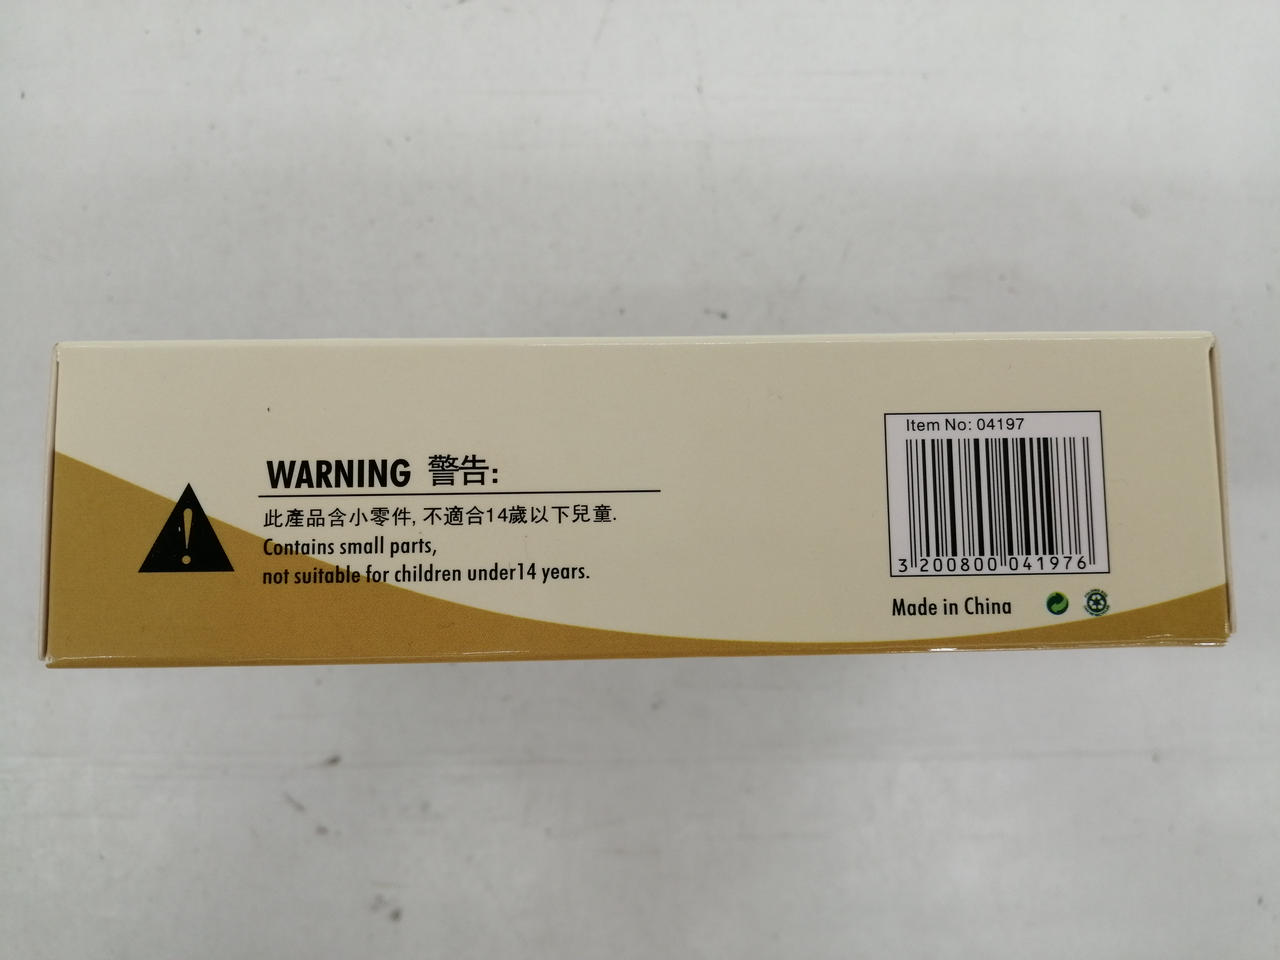 WARNING 警告:
此產品含小零件, 不適合14歲以下兒童.
Contains small parts,
not suitable for children under14 years.
Item No: 04197
3 200800 041976
Made in China